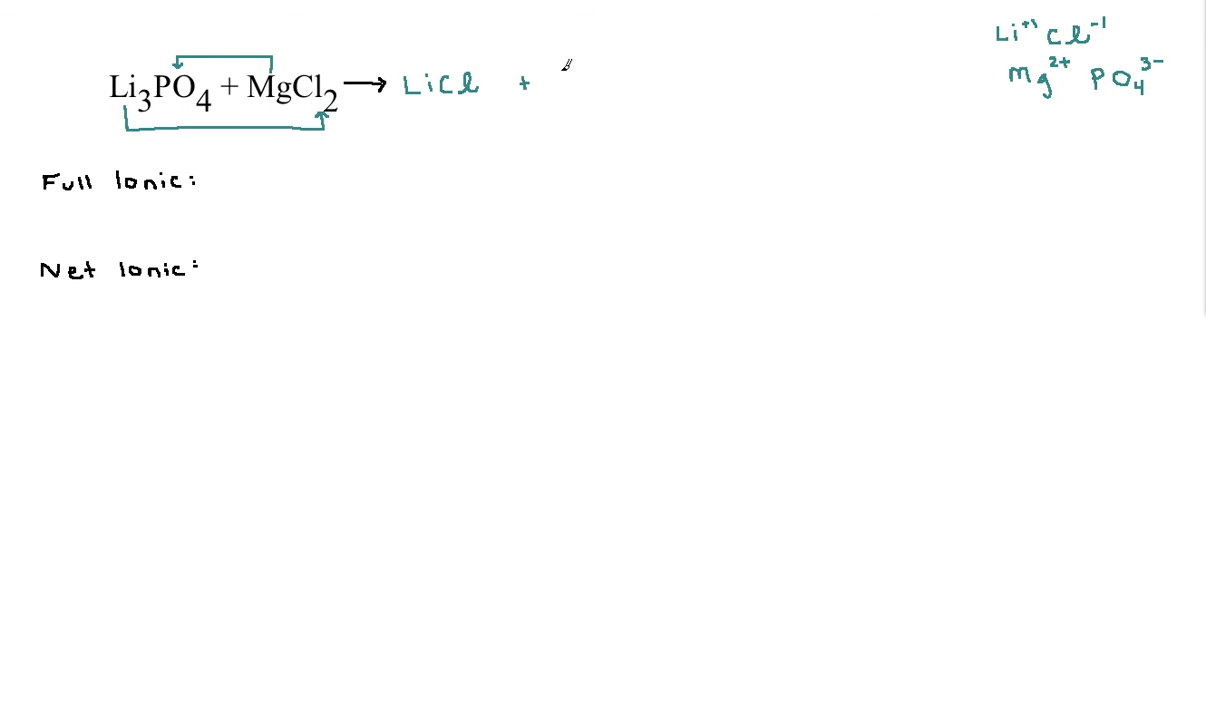 Li⁺¹ Cl⁻¹
Li₃PO₄ + MgCl₂ → LiCl +
Mg²⁺ PO₄³⁻
Full Ionic:
Net Ionic: